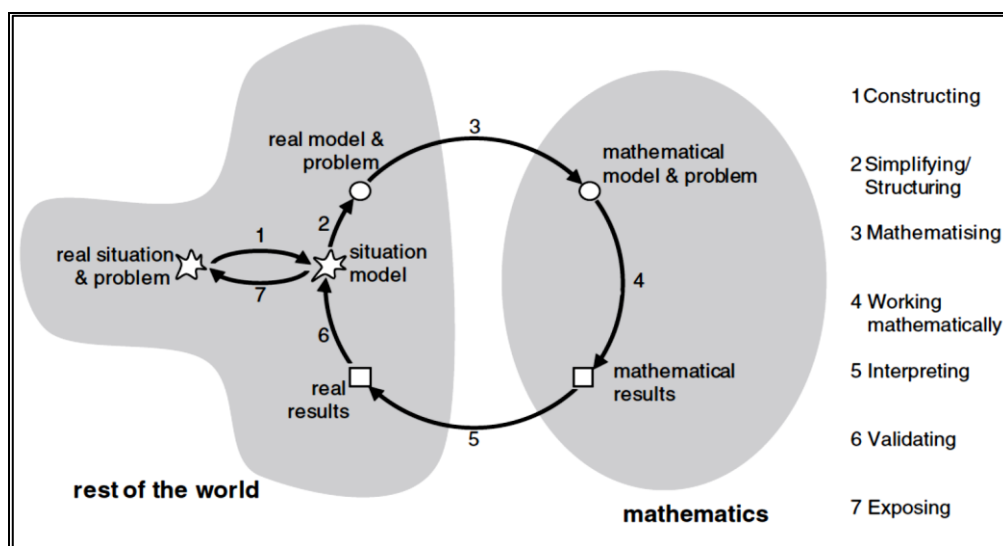 3
real model &
problem
mathematical
model & problem
1 Constructing
2 Simplifying/
Structuring
3 Mathematising
4 Working
mathematically
5 Interpreting
6 Validating
7 Exposing
1
2
real situation
& problem
situation
model
7
4
6
real
results
mathematical
results
5
rest of the world
mathematics